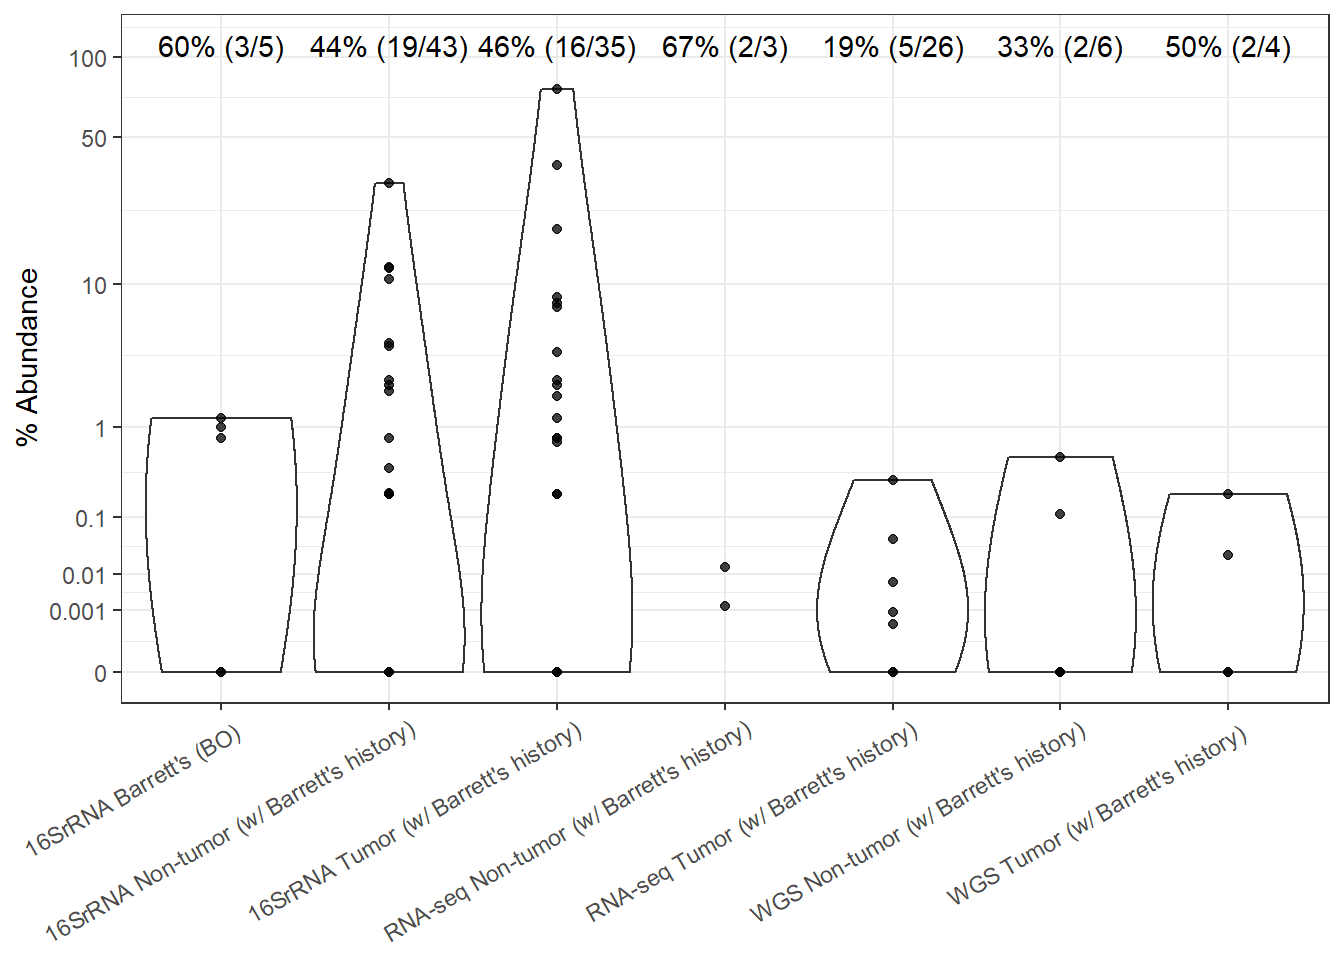 60% (3/5) 44% (19/43) 46% (16/35) 67% (2/3) 19% (5/26) 33% (2/6) 50% (2/4)
100
50
10
1
0.1
0.01
0.001
0
% Abundance
16SrRNA Barrett's (BO)
16SrRNA Non-tumor (w/ Barrett's history)
16SrRNA Tumor (w/ Barrett's history)
RNA-seq Non-tumor (w/ Barrett's history)
RNA-seq Tumor (w/ Barrett's history)
WGS Non-tumor (w/ Barrett's history)
WGS Tumor (w/ Barrett's history)